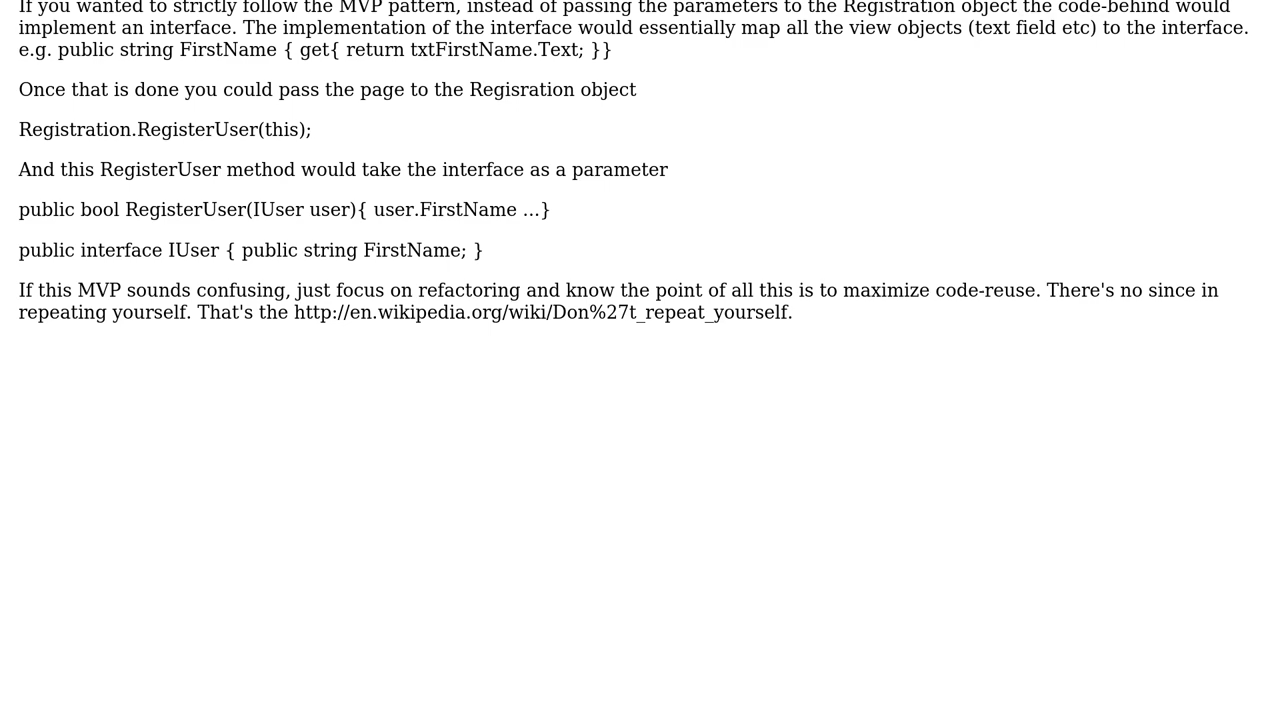 If you wanted to strictly follow the MVP pattern, instead of passing the parameters to the Registration object the code-behind would
implement an interface. The implementation of the interface would essentially map all the view objects (text field etc) to the interface.
e.g. public string FirstName { get{ return txtFirstName.Text; }}
Once that is done you could pass the page to the Regisration object
Registration.RegisterUser(this);
And this RegisterUser method would take the interface as a parameter
public bool RegisterUser(IUser user){ user.FirstName ...}
public interface IUser { public string FirstName; }
If this MVP sounds confusing, just focus on refactoring and know the point of all this is to maximize code-reuse. There's no since in
repeating yourself. That's the http://en.wikipedia.org/wiki/Don%27t_repeat_yourself.